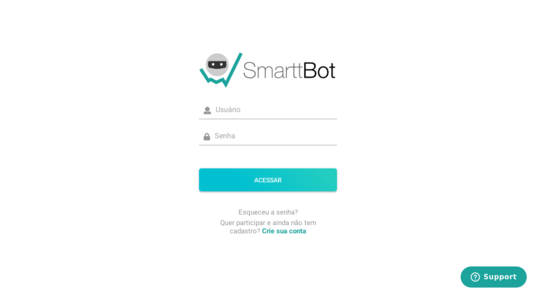 SmarttBot
Usuário
Senha
ACESSAR
Esqueceu a senha?
Quer participar e ainda não tem
cadastro? Crie sua conta
Support